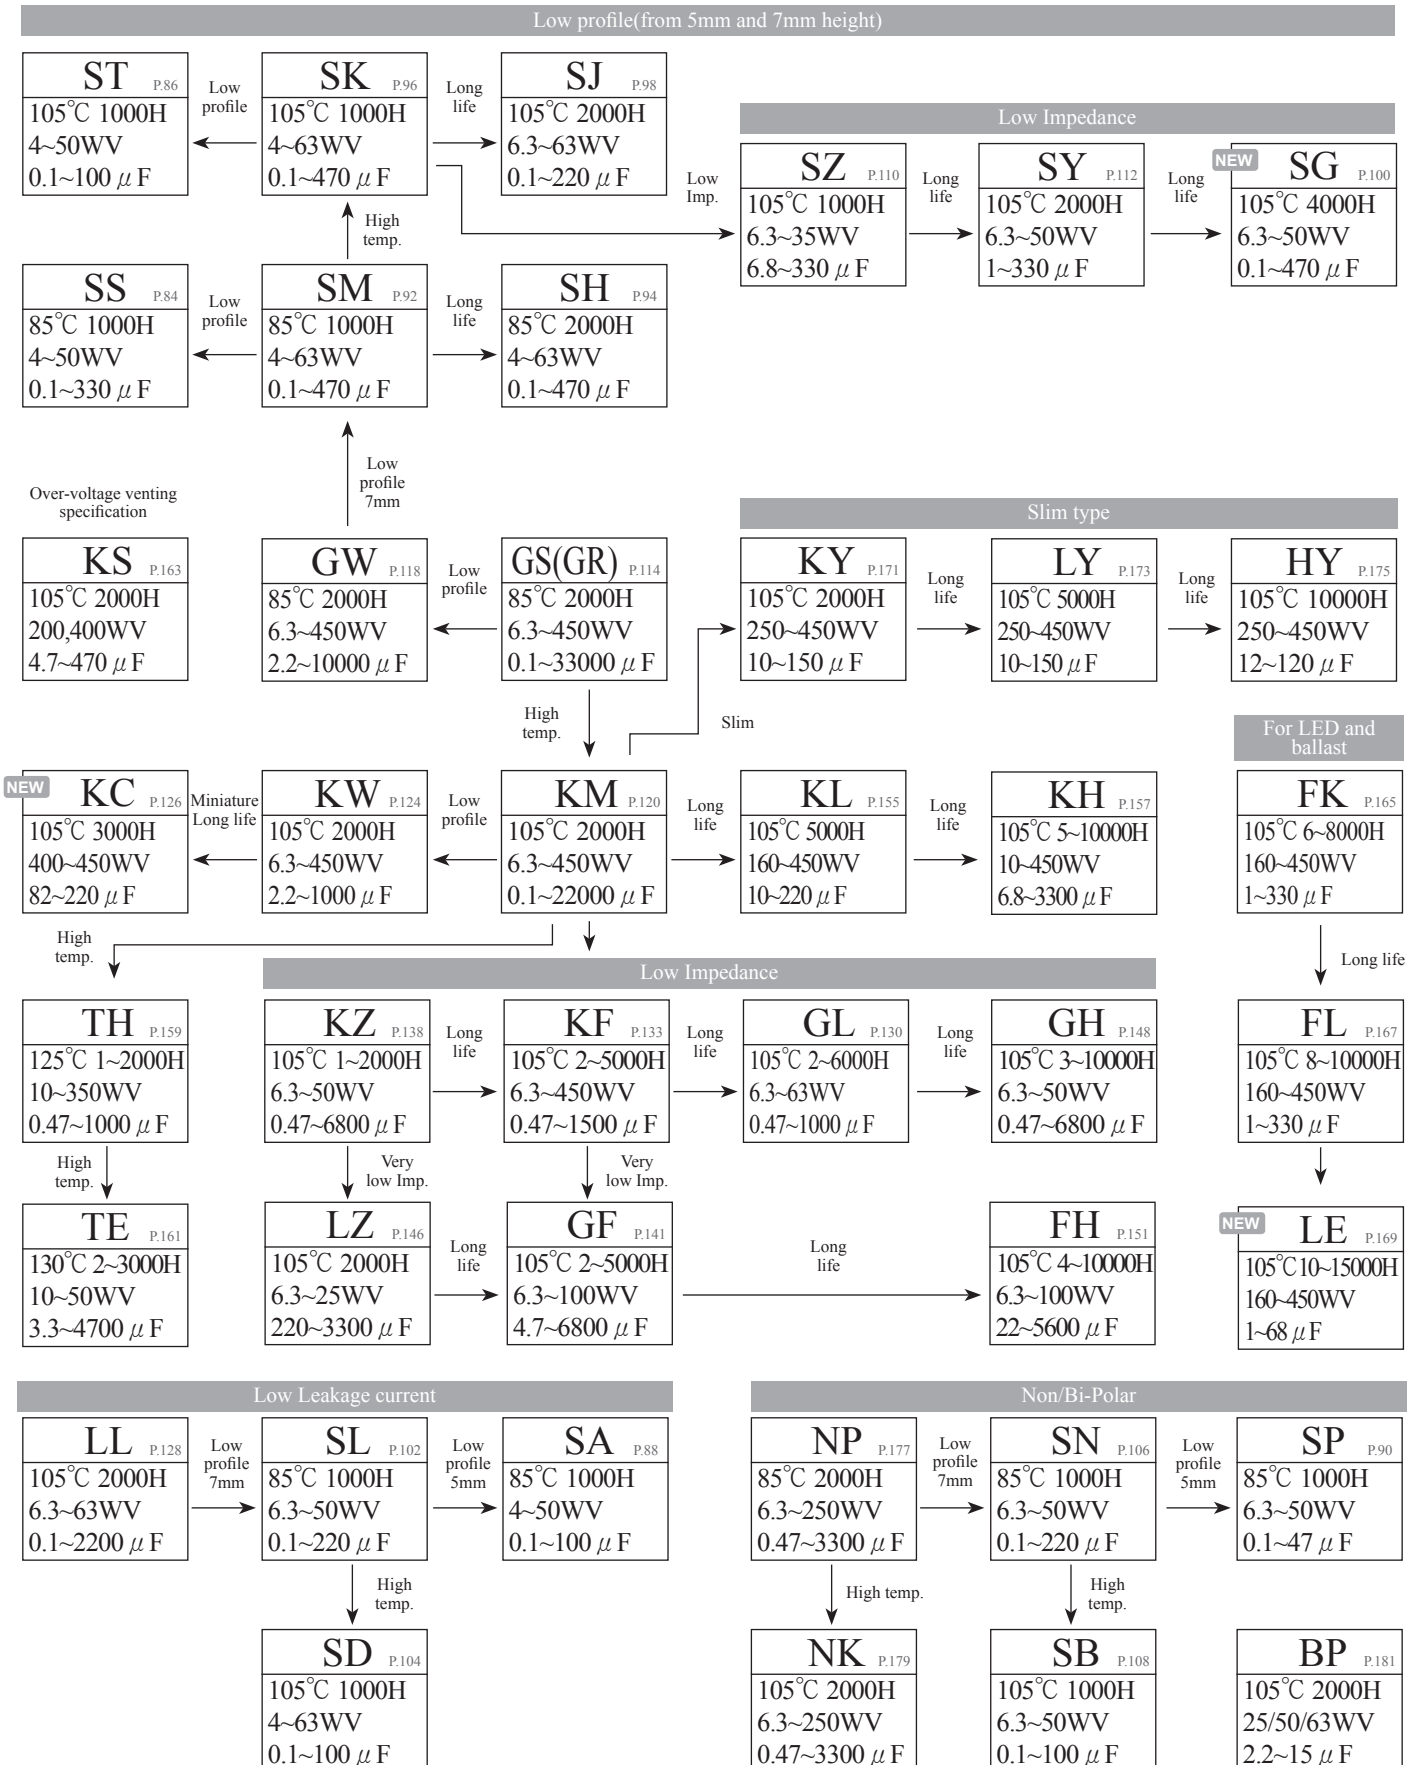 Low profile(from 5mm and 7mm height)
ST P.86
105℃ 1000H
4~50WV
0.1~100 μ F
Low
profile
SK P.96
105℃ 1000H
4~63WV
0.1~470 μ F
Long
life
SJ P.98
105℃ 2000H
6.3~63WV
0.1~220 μ F
Low Impedance
Low
Imp.
SZ P.110
105℃ 1000H
6.3~35WV
6.8~330 μ F
Long
life
SY P.112
105℃ 2000H
6.3~50WV
1~330 μ F
Long
life
NEW
SG P.100
105℃ 4000H
6.3~50WV
0.1~470 μ F
High
temp.
SS P.84
85℃ 1000H
4~50WV
0.1~330 μ F
Low
profile
SM P.92
85℃ 1000H
4~63WV
0.1~470 μ F
Long
life
SH P.94
85℃ 2000H
4~63WV
0.1~470 μ F
Low
profile
7mm
Over-voltage venting
specification
KS P.163
105℃ 2000H
200,400WV
4.7~470 μ F
GW P.118
85℃ 2000H
6.3~450WV
2.2~10000 μ F
Low
profile
GS(GR) P.114
85℃ 2000H
6.3~450WV
0.1~33000 μ F
Slim type
KY P.171
105℃ 2000H
250~450WV
10~150 μ F
Long
life
LY P.173
105℃ 5000H
250~450WV
10~150 μ F
Long
life
HY P.175
105℃ 10000H
250~450WV
12~120 μ F
High
temp.
Slim
For LED and
ballast
NEW
KC P.126
105℃ 3000H
400~450WV
82~220 μ F
Miniature
Long life
KW P.124
105℃ 2000H
6.3~450WV
2.2~1000 μ F
Low
profile
KM P.120
105℃ 2000H
6.3~450WV
0.1~22000 μ F
Long
life
KL P.155
105℃ 5000H
160~450WV
10~220 μ F
Long
life
KH P.157
105℃ 5~10000H
10~450WV
6.8~3300 μ F
FK P.165
105℃ 6~8000H
160~450WV
1~330 μ F
High
temp.
Long life
Low Impedance
TH P.159
125℃ 1~2000H
10~350WV
0.47~1000 μ F
KZ P.138
105℃ 1~2000H
6.3~50WV
0.47~6800 μ F
Long
life
KF P.133
105℃ 2~5000H
6.3~450WV
0.47~1500 μ F
Long
life
GL P.130
105℃ 2~6000H
6.3~63WV
0.47~1000 μ F
Long
life
GH P.148
105℃ 3~10000H
6.3~50WV
0.47~6800 μ F
FL P.167
105℃ 8~10000H
160~450WV
1~330 μ F
High
temp.
Very
low Imp.
Very
low Imp.
TE P.161
130℃ 2~3000H
10~50WV
3.3~4700 μ F
LZ P.146
105℃ 2000H
6.3~25WV
220~3300 μ F
Long
life
GF P.141
105℃ 2~5000H
6.3~100WV
4.7~6800 μ F
Long
life
FH P.151
105℃ 4~10000H
6.3~100WV
22~5600 μ F
NEW
LE P.169
105℃ 10~15000H
160~450WV
1~68 μ F
Low Leakage current
LL P.128
105℃ 2000H
6.3~63WV
0.1~2200 μ F
Low
profile
7mm
SL P.102
85℃ 1000H
6.3~50WV
0.1~220 μ F
Low
profile
5mm
SA P.88
85℃ 1000H
4~50WV
0.1~100 μ F
High
temp.
SD P.104
105℃ 1000H
4~63WV
0.1~100 μ F
Non/Bi-Polar
NP P.177
85℃ 2000H
6.3~250WV
0.47~3300 μ F
Low
profile
7mm
SN P.106
85℃ 1000H
6.3~50WV
0.1~220 μ F
Low
profile
5mm
SP P.90
85℃ 1000H
6.3~50WV
0.1~47 μ F
High temp.
High
temp.
NK P.179
105℃ 2000H
6.3~250WV
0.47~3300 μ F
SB P.108
105℃ 1000H
6.3~50WV
0.1~100 μ F
BP P.181
105℃ 2000H
25/50/63WV
2.2~15 μ F